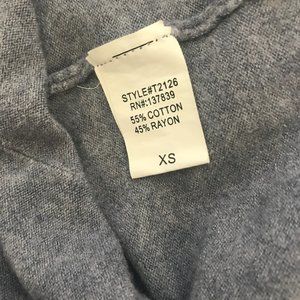 STYLE#T2126
RN#:137839
55% COTTON
45% RAYON
XS